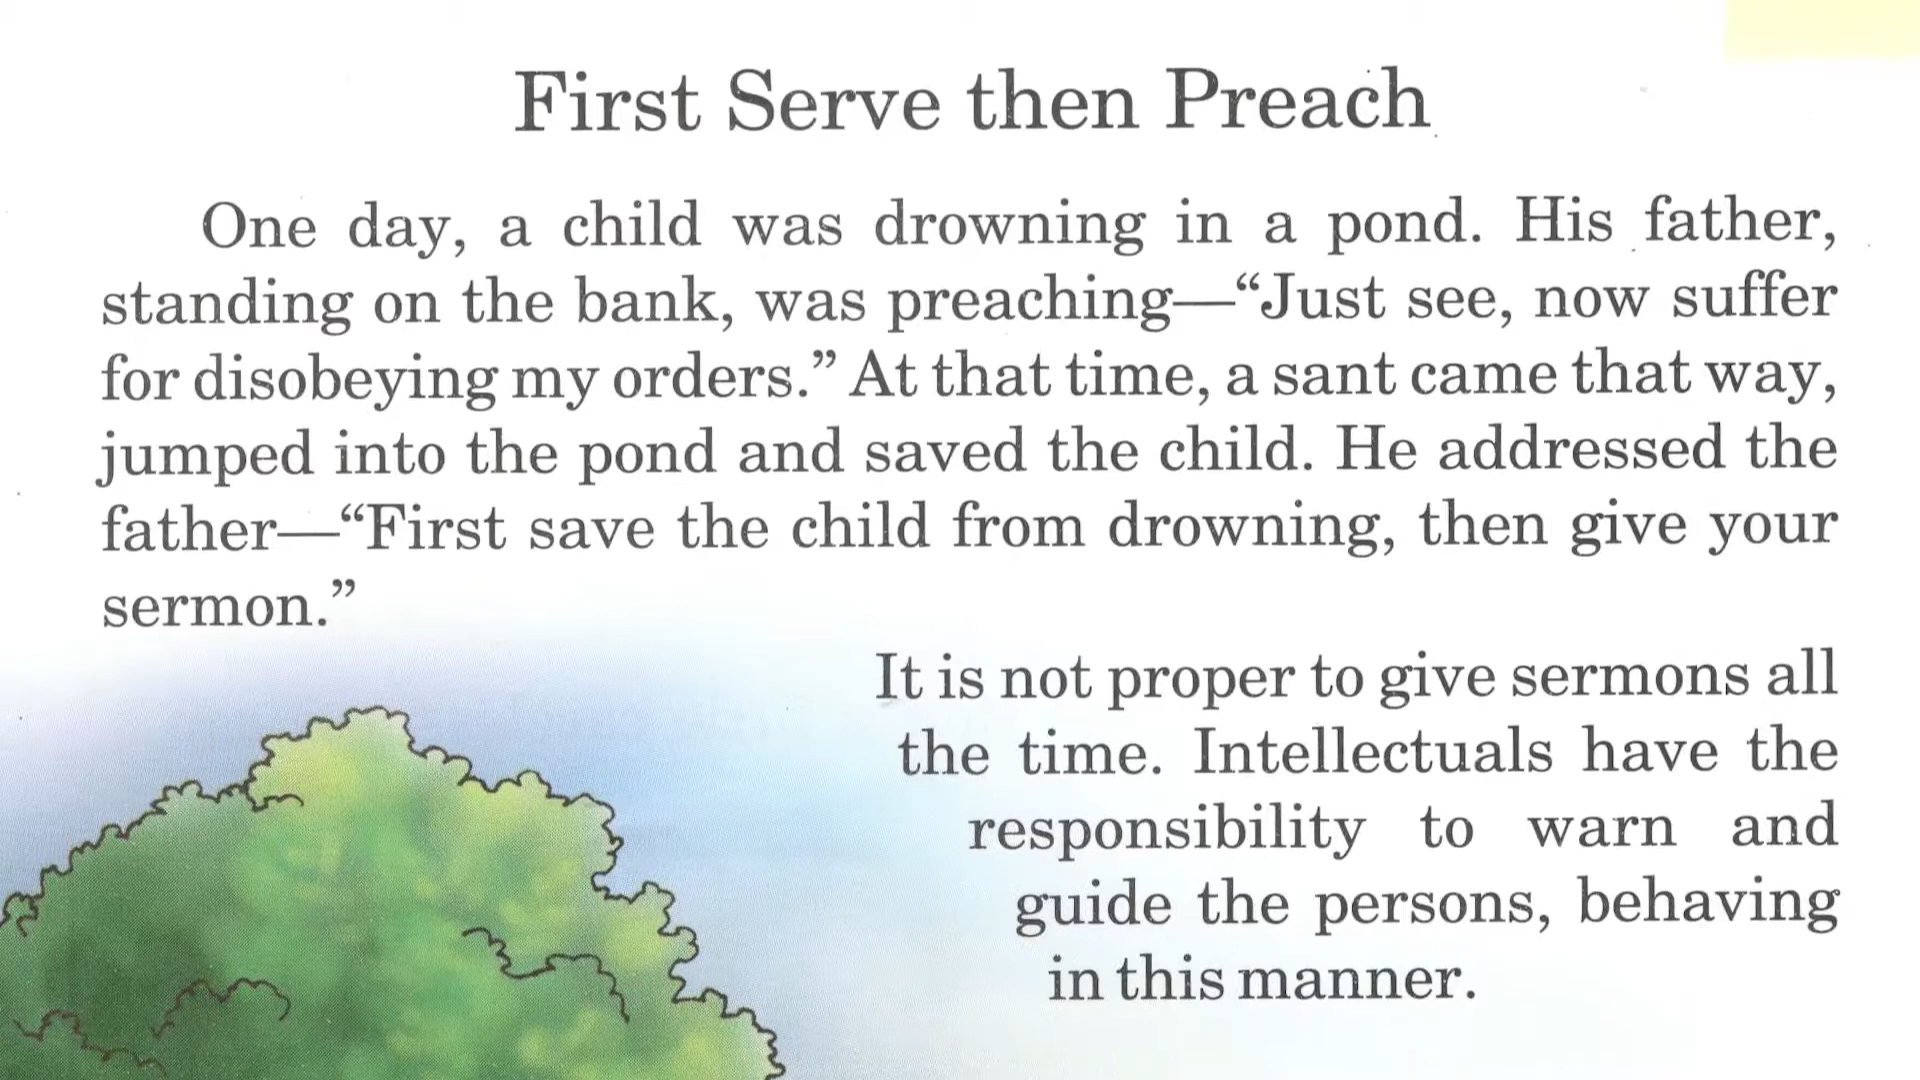 First Serve then Preach
One day, a child was drowning in a pond. His father,
standing on the bank, was preaching—“Just see, now suffer
for disobeying my orders.” At that time, a sant came that way,
jumped into the pond and saved the child. He addressed the
father—“First save the child from drowning, then give your
sermon.”
It is not proper to give sermons all
the time. Intellectuals have the
responsibility to warn and
guide the persons, behaving
in this manner.